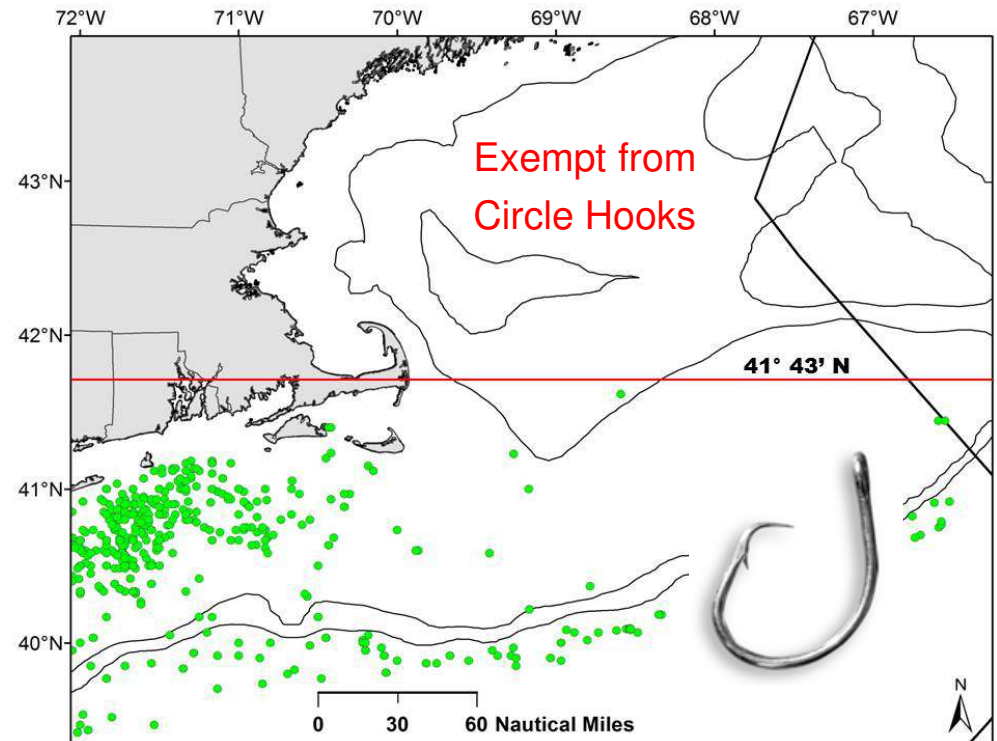 72°W 71°W 70°W 69°W 68°W 67°W
Exempt from
43°N
Circle Hooks
42°N
41° 43' N
41°N
40°N
N
0 30 60 Nautical Miles